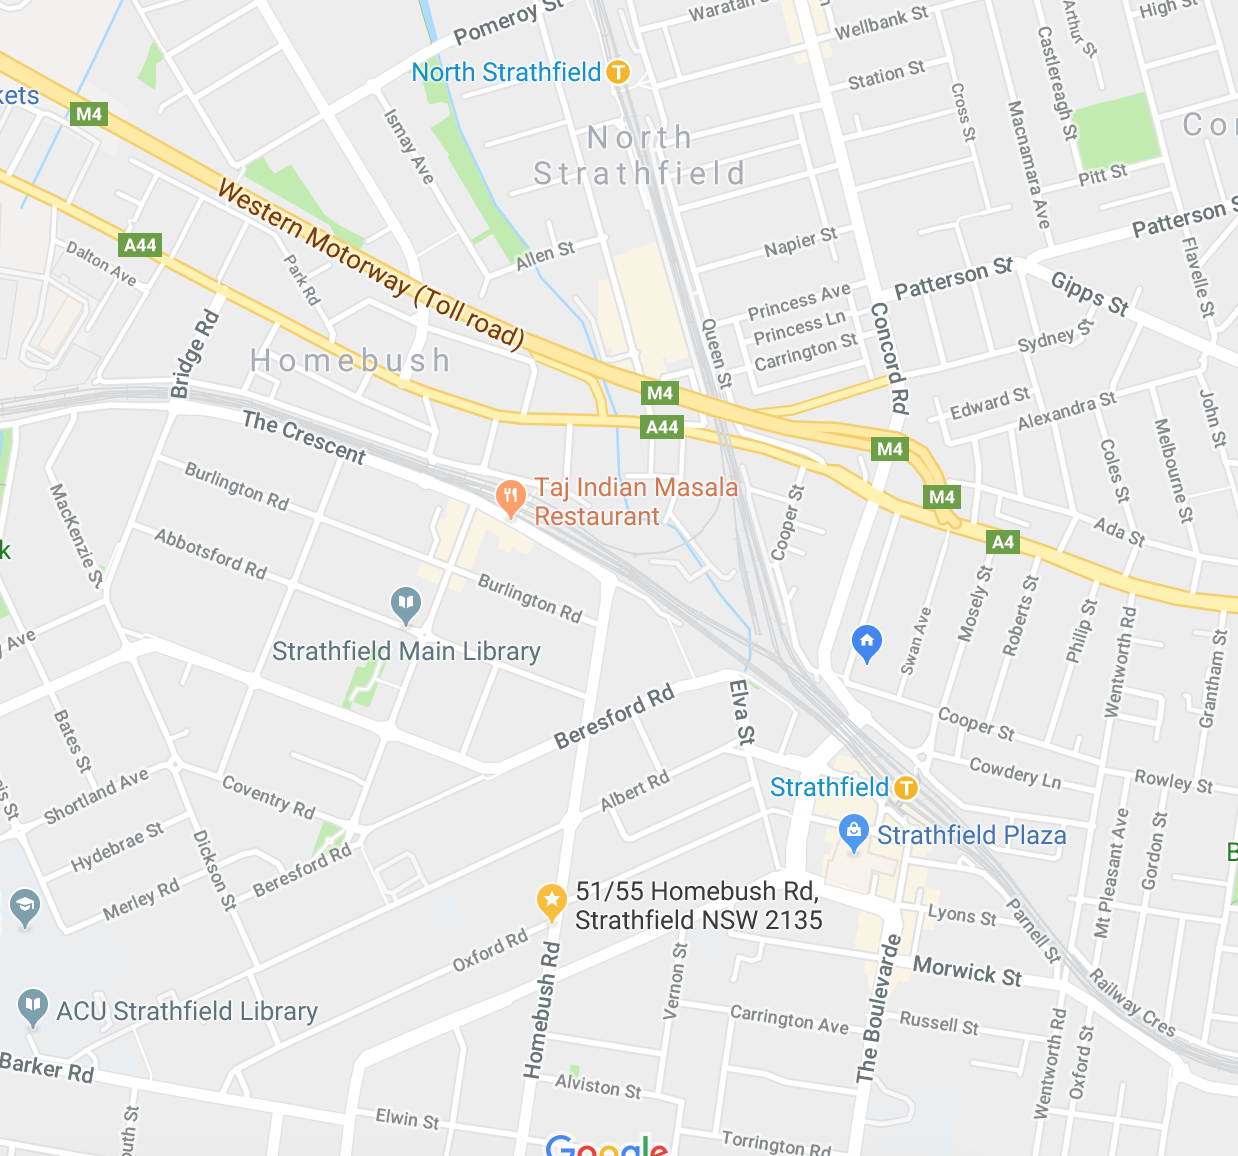 Pomeroy St
Waratah St
Wellbank St
High St
Arthur St
North Strathfield
T
Station St
Castlereagh St
kets
M4
Cross St
Macnamara Ave
Ismay Ave
North
Strathfield
Pitt St
Patterson S
Western Motorway (Toll road)
A44
Dalton Ave
Park Rd
Allen St
Napier St
Flavelle St
Patterson St
Gipps St
Princess Ave
Princess Ln
Carrington St
Concord Rd
Sydney St
Queen St
Bridge Rd
Homebush
M4
A44
Edward St
Alexandra St
John St
The Crescent
M4
Coles St
Melbourne St
Burlington Rd
MacKenzie St
Taj Indian Masala
Restaurant
M4
Cooper St
Ada St
A4
k
Abbotsford Rd
Burlington Rd
Mosely St
Roberts St
Philip St
Swan Ave
Wentworth Rd
Grantham St
Ave
Strathfield Main Library
Beresford Rd
Elva St
Cooper St
Bates St
Cowdery Ln
Rowley St
Strathfield
T
Albert Rd
Shortland Ave
Coventry Rd
is St
Strathfield Plaza
Hydebrae St
Dickson St
Beresford Rd
Mt Pleasant Ave
Gordon St
B
Merley Rd
51/55 Homebush Rd,
Strathfield NSW 2135
Lyons St
Parnell St
Oxford Rd
Homebush Rd
Vernon St
The Boulevarde
Morwick St
Railway Cres
ACU Strathfield Library
Carrington Ave
Russell St
Wentworth Rd
Oxford St
Barker Rd
Alviston St
Elwin St
outh St
Torrington Rd
Google